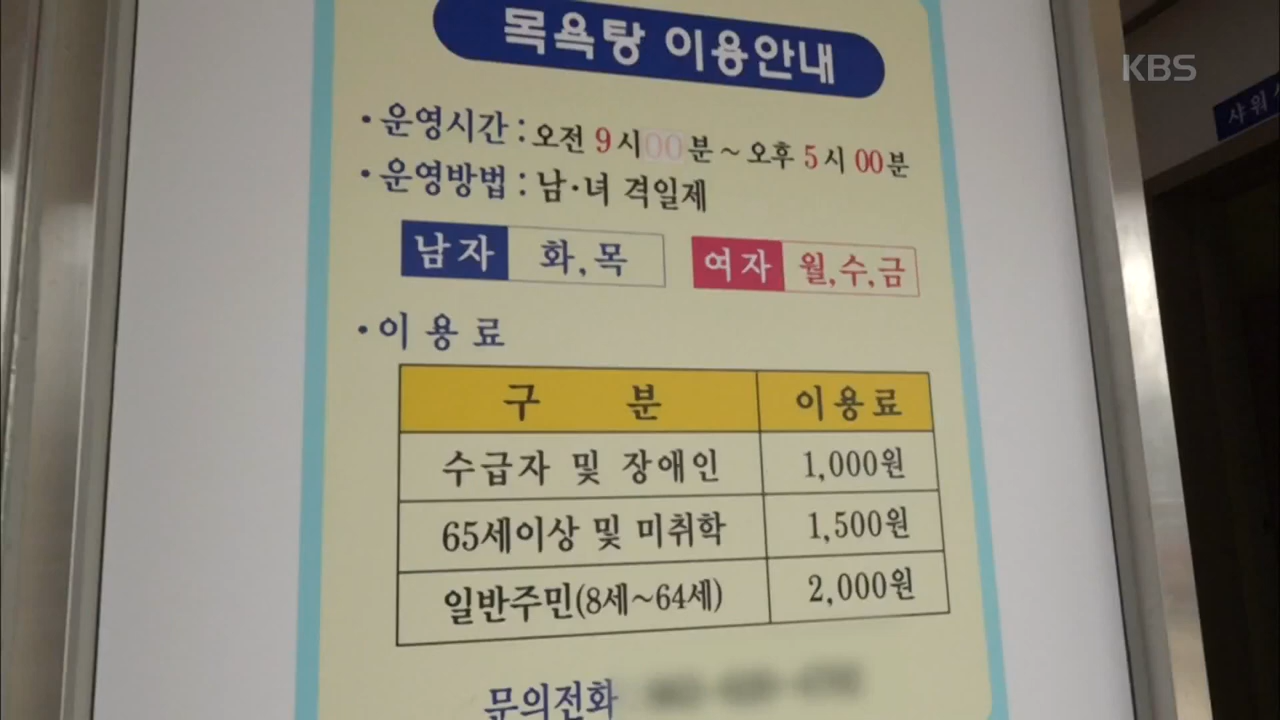 목욕탕 이용안내
KBS
샤워
• 운영시간 : 오전 9시 00분 ~ 오후 5시 00분
• 운영방법 : 남·녀 격일제
남자 화, 목 여자 월, 수, 금
• 이 용 료
구 분 이용료
수급자 및 장애인 1,000원
65세이상 및 미취학 1,500원
일반주민(8세~64세) 2,000원
문의전화